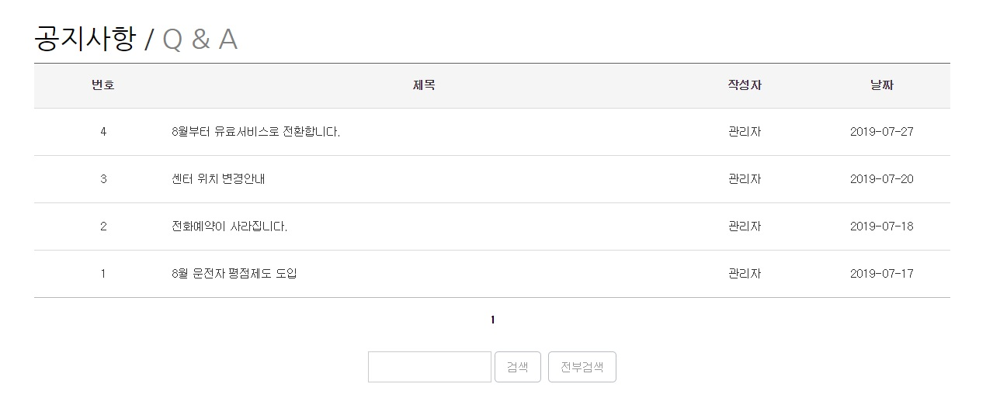 공지사항 / Q & A
번호 제목 작성자 날짜
4 8월부터 유료서비스로 전환합니다. 관리자 2019-07-27
3 센터 위치 변경안내 관리자 2019-07-20
2 전화예약이 사라집니다. 관리자 2019-07-18
1 8월 운전자 평점제도 도입 관리자 2019-07-17
1
검색 전부검색